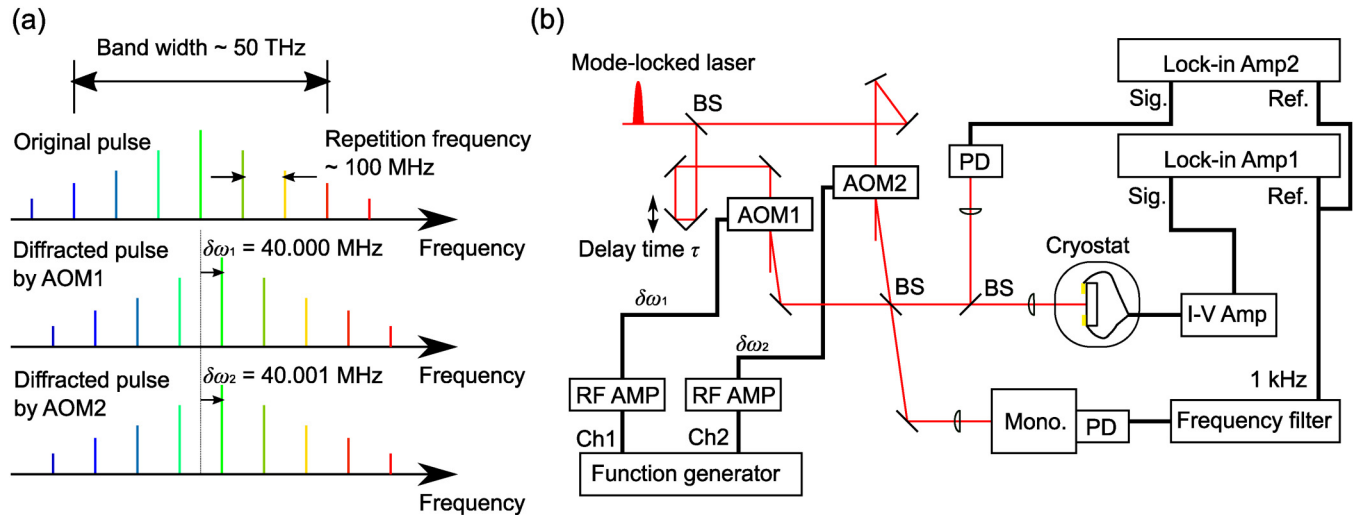 (a)
Band width ~ 50 THz
Original pulse
Repetition frequency
~ 100 MHz
Frequency
Diffracted pulse
by AOM1
δω₁ = 40.000 MHz
Frequency
Diffracted pulse
by AOM2
δω₂ = 40.001 MHz
Frequency
(b)
Mode-locked laser
BS
Delay time τ
AOM1
AOM2
δω₁
δω₂
RF AMP
RF AMP
Ch1
Ch2
Function generator
PD
BS
BS
Cryostat
Lock-in Amp2
Sig.
Ref.
Lock-in Amp1
Sig.
Ref.
I-V Amp
1 kHz
Mono.
PD
Frequency filter